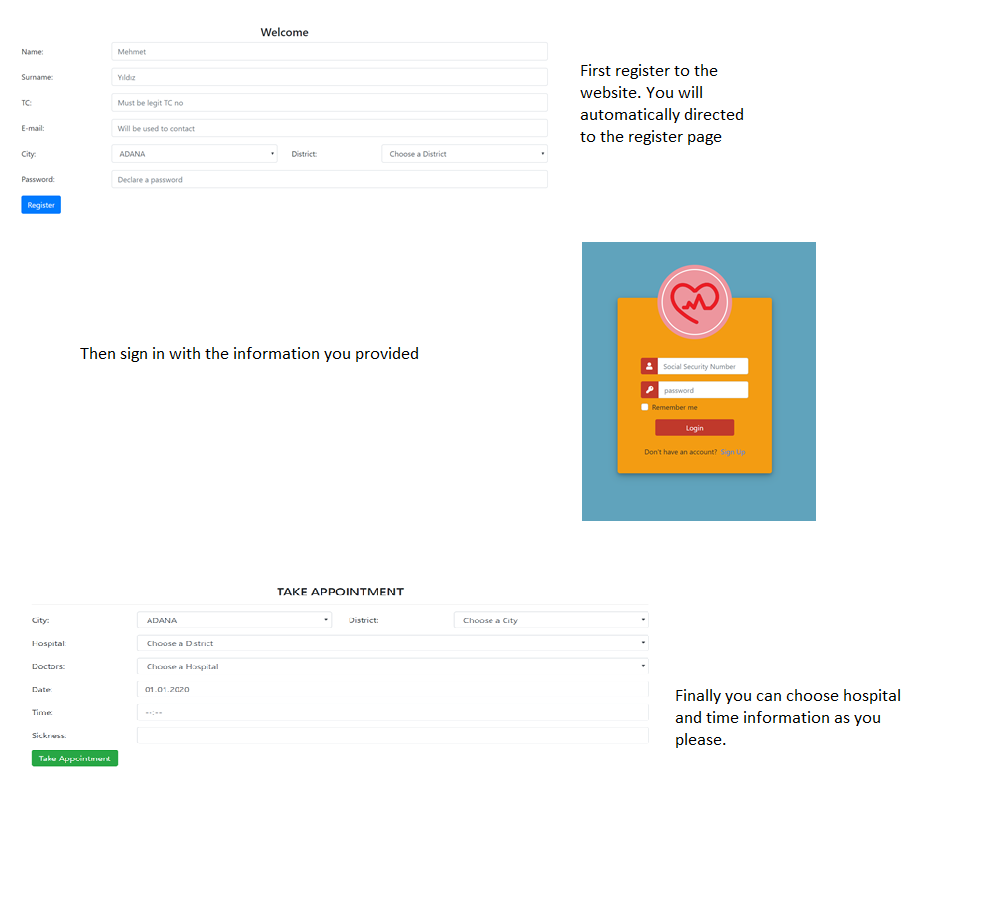 Welcome
Name: Mehmet
Surname: Yıldız
TC: Must be legit TC no
E-mail: Will be used to contact
City: ADANA District: Choose a District
Password: Declare a password
Register
First register to the
website. You will
automatically directed
to the register page
Then sign in with the information you provided
Social Security Number
password
Remember me
Login
Don't have an account? Sign Up
TAKE APPOINTMENT
City: ADANA District: Choose a City
Hospital: Choose a District
Doctors: Choose a Hospital
Date: 01.01.2020
Time: --:--
Sickness:
Take Appointment
Finally you can choose hospital
and time information as you
please.